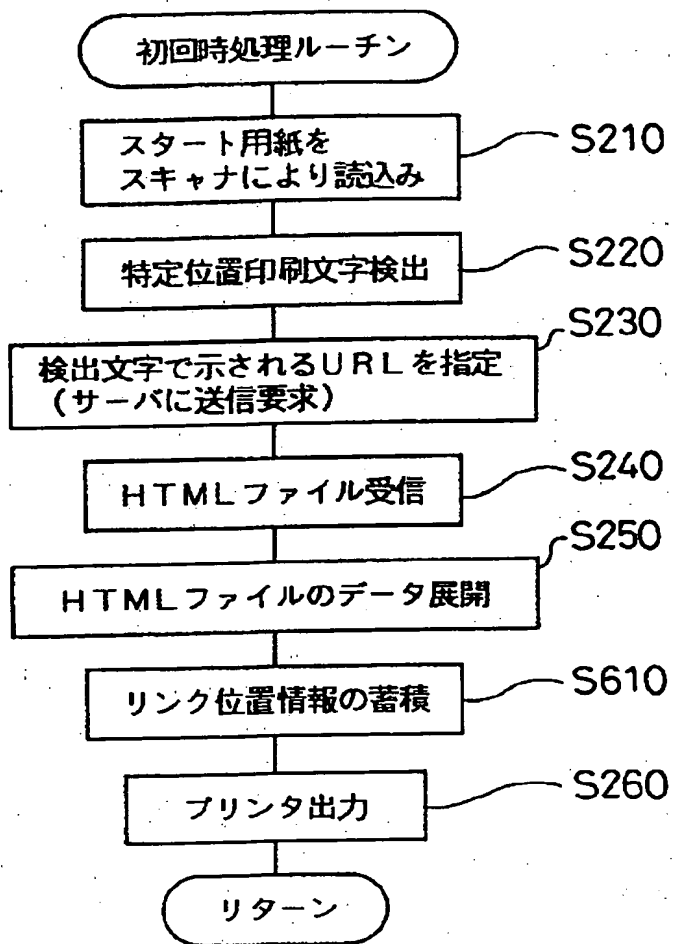 初回時処理ルーチン
スタート用紙を
スキャナにより読込み
S210
特定位置印刷文字検出
S220
検出文字で示されるURLを指定
(サーバに送信要求)
S230
HTMLファイル受信
S240
HTMLファイルのデータ展開
S250
リンク位置情報の蓄積
S610
プリンタ出力
S260
リターン